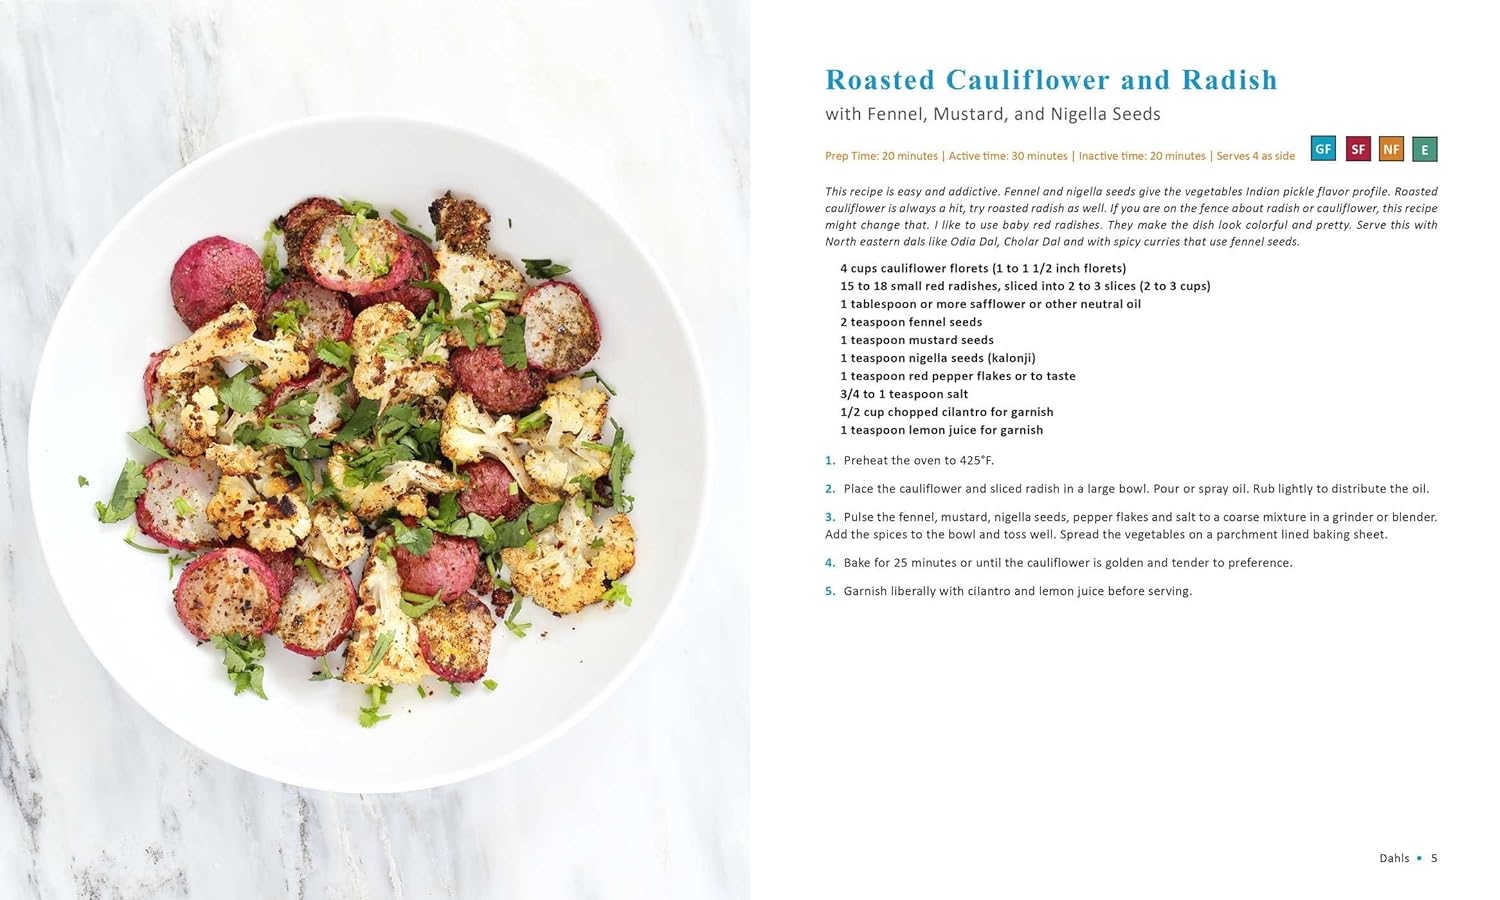 Roasted Cauliflower and Radish
with Fennel, Mustard, and Nigella Seeds
Prep Time: 20 minutes | Active time: 30 minutes | Inactive time: 20 minutes | Serves 4 as side
GF SF NF E
This recipe is easy and addictive. Fennel and nigella seeds give the vegetables Indian pickle flavor profile. Roasted
cauliflower is always a hit, try roasted radish as well. If you are on the fence about radish or cauliflower, this recipe
might change that. I like to use baby red radishes. They make the dish look colorful and pretty. Serve this with
North eastern dals like Odia Dal, Cholar Dal and with spicy curries that use fennel seeds.
4 cups cauliflower florets (1 to 1 1/2 inch florets)
15 to 18 small red radishes, sliced into 2 to 3 slices (2 to 3 cups)
1 tablespoon or more safflower or other neutral oil
2 teaspoon fennel seeds
1 teaspoon mustard seeds
1 teaspoon nigella seeds (kalonji)
1 teaspoon red pepper flakes or to taste
3/4 to 1 teaspoon salt
1/2 cup chopped cilantro for garnish
1 teaspoon lemon juice for garnish
1. Preheat the oven to 425°F.
2. Place the cauliflower and sliced radish in a large bowl. Pour or spray oil. Rub lightly to distribute the oil.
3. Pulse the fennel, mustard, nigella seeds, pepper flakes and salt to a coarse mixture in a grinder or blender.
Add the spices to the bowl and toss well. Spread the vegetables on a parchment lined baking sheet.
4. Bake for 25 minutes or until the cauliflower is golden and tender to preference.
5. Garnish liberally with cilantro and lemon juice before serving.
Dahls • 5